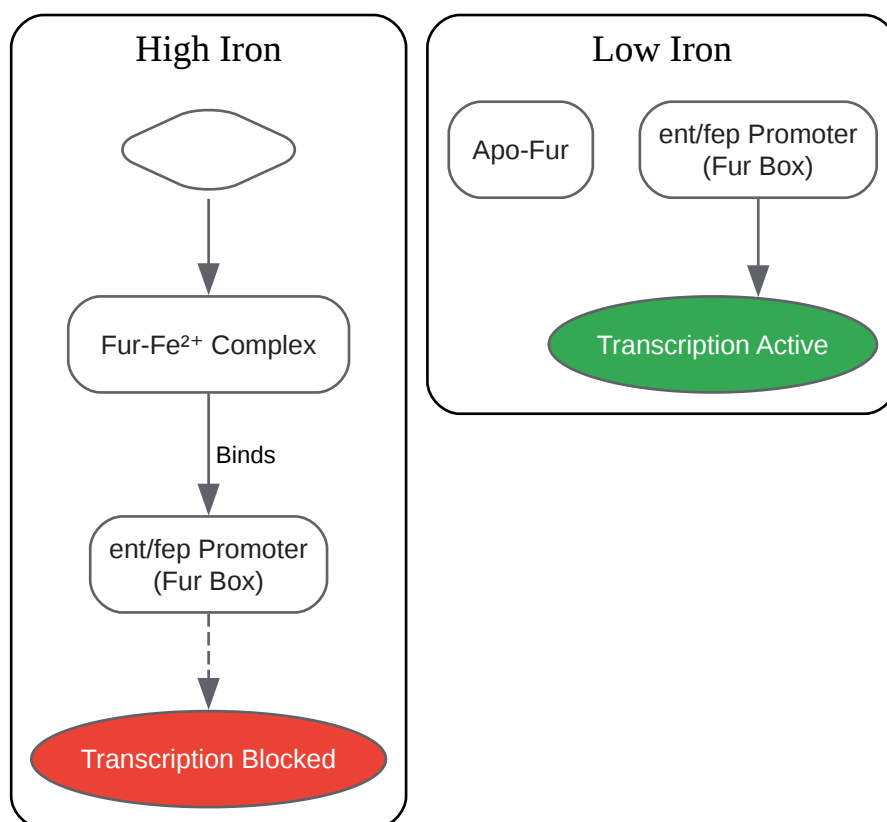 High Iron
Fur-Fe²⁺ Complex
Binds
ent/fep Promoter
(Fur Box)
Transcription Blocked
Low Iron
Apo-Fur
ent/fep Promoter
(Fur Box)
Transcription Active